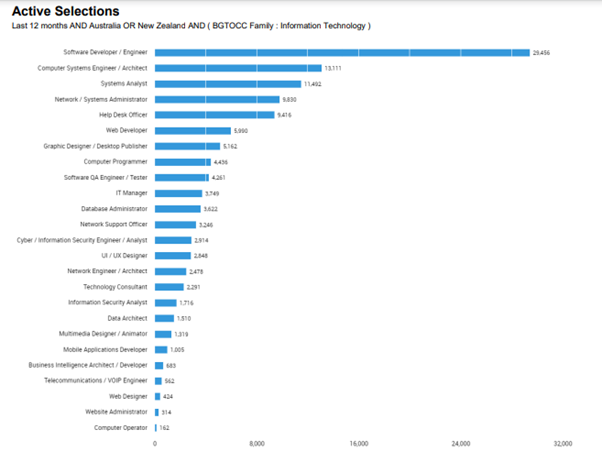 Active Selections
Last 12 months AND Australia OR New Zealand AND ( BGTOCC Family : Information Technology )
Software Developer / Engineer 29,456
Computer Systems Engineer / Architect 13,111
Systems Analyst 11,492
Network / Systems Administrator 9,830
Help Desk Officer 9,416
Web Developer 5,990
Graphic Designer / Desktop Publisher 5,162
Computer Programmer 4,436
Software QA Engineer / Tester 4,261
IT Manager 3,749
Database Administrator 3,622
Network Support Officer 3,246
Cyber / Information Security Engineer / Analyst 2,914
UI / UX Designer 2,848
Network Engineer / Architect 2,478
Technology Consultant 2,291
Information Security Analyst 1,716
Data Architect 1,510
Multimedia Designer / Animator 1,319
Mobile Applications Developer 1,005
Business Intelligence Architect / Developer 683
Telecommunications / VOIP Engineer 562
Web Designer 424
Website Administrator 314
Computer Operator 162
0 8,000 16,000 24,000 32,000